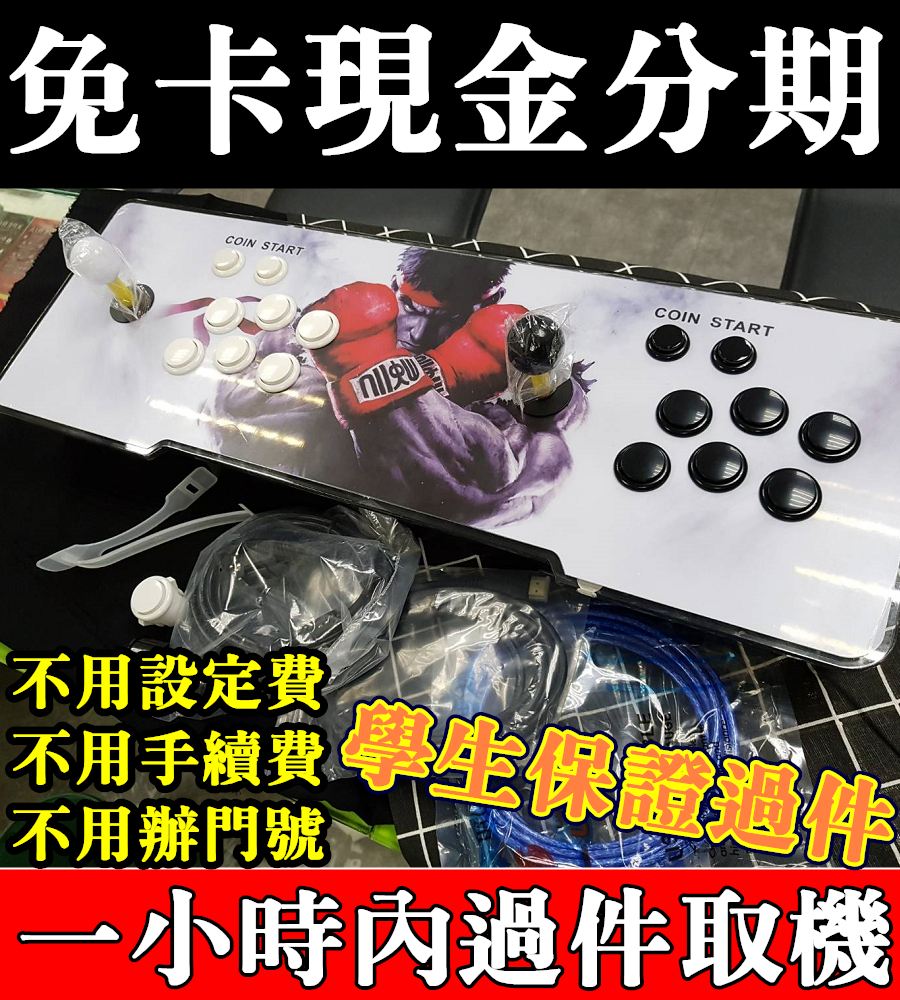 免卡現金分期
COIN START
COIN START
不用設定費
不用手續費
不用辦門號
學生保證過件
一小時內過件取機